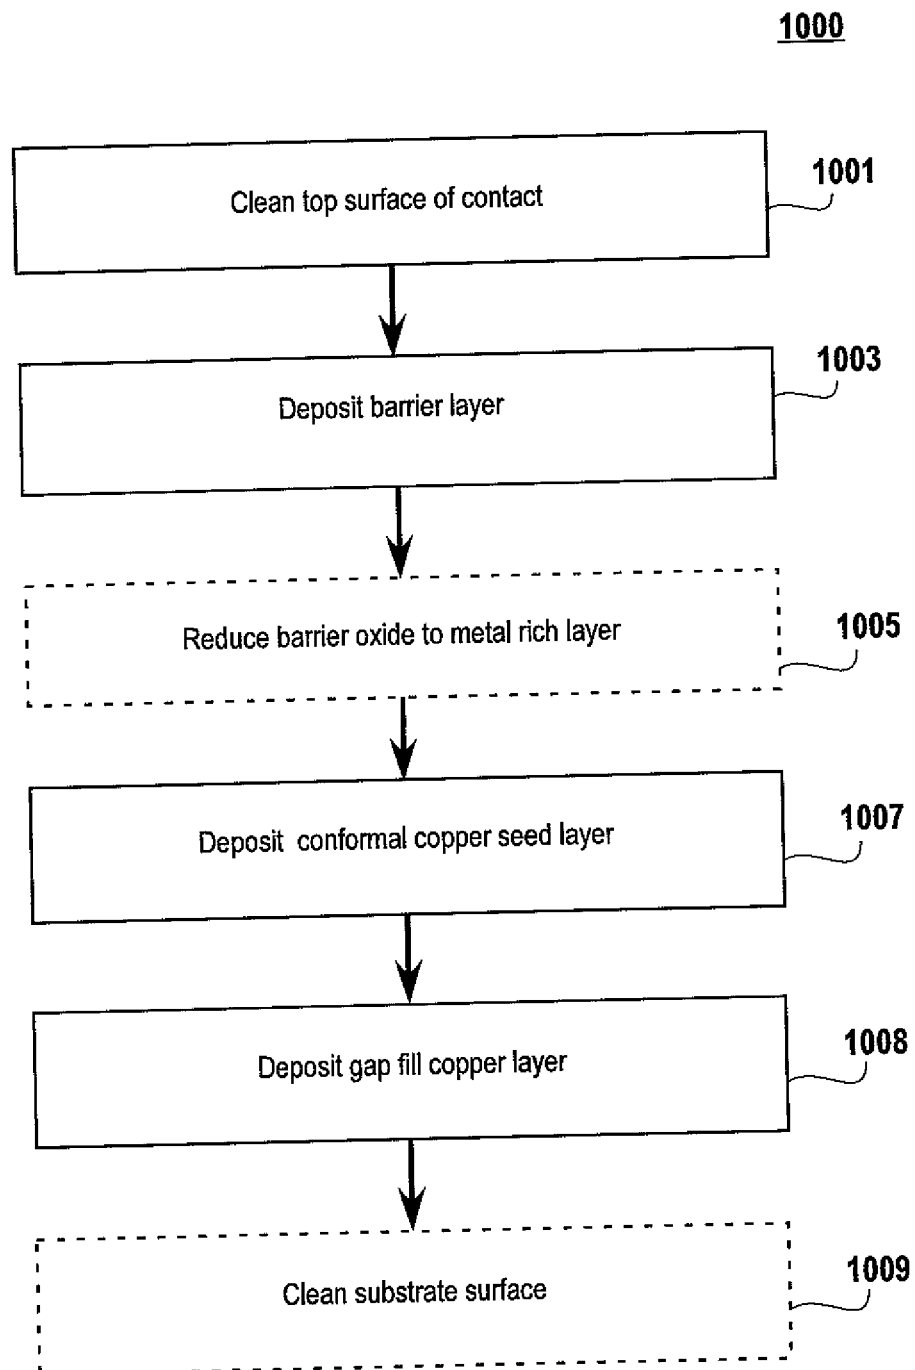 1000
Clean top surface of contact
1001
Deposit barrier layer
1003
Reduce barrier oxide to metal rich layer
1005
Deposit conformal copper seed layer
1007
Deposit gap fill copper layer
1008
Clean substrate surface
1009